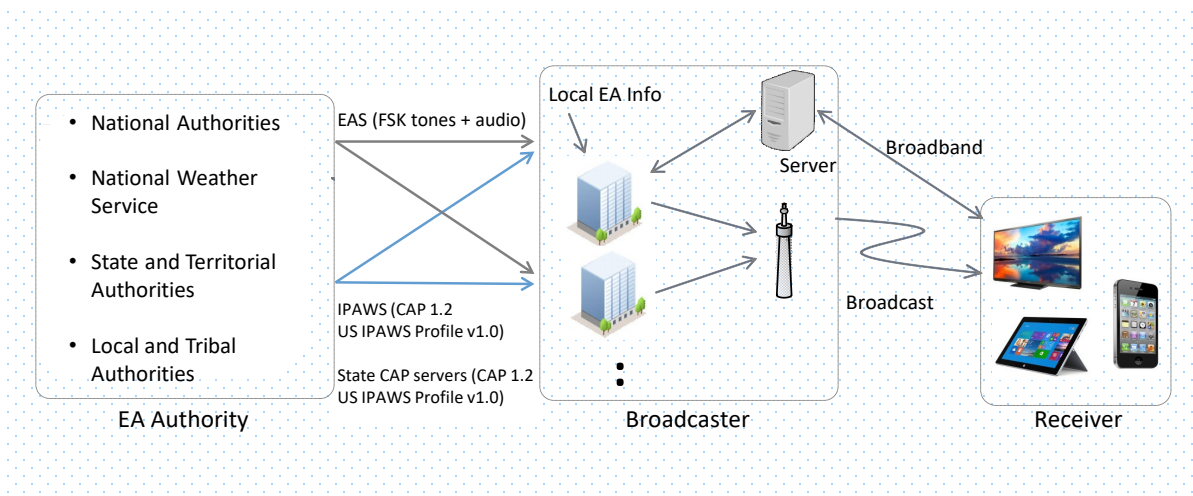 • National Authorities
• National Weather
Service
• State and Territorial
Authorities
• Local and Tribal
Authorities
EA Authority
EAS (FSK tones + audio)
IPAWS (CAP 1.2
US IPAWS Profile v1.0)
State CAP servers (CAP 1.2
US IPAWS Profile v1.0)
Local EA Info
Server
:
Broadcaster
Broadband
Broadcast
Receiver